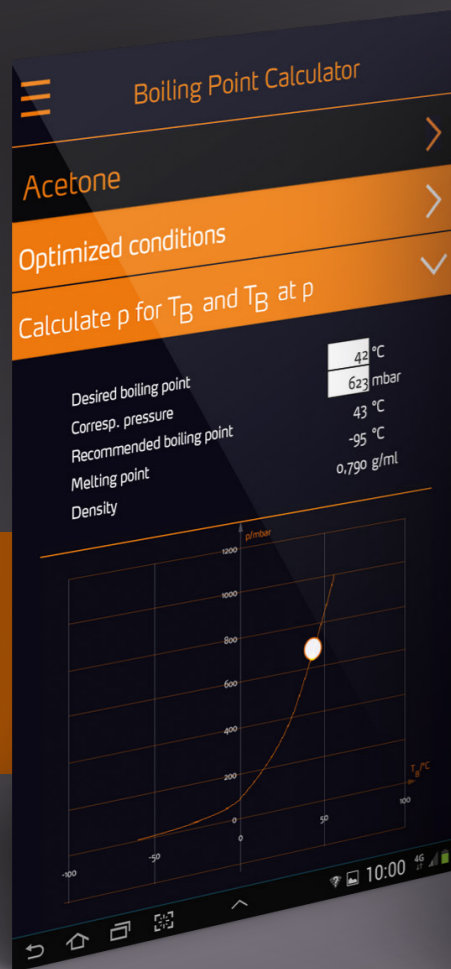 Boiling Point Calculator
Acetone
Optimized conditions
Calculate p for TB and TB at p
Desired boiling point 42 °C
Corresp. pressure 623 mbar
Recommended boiling point 43 °C
Melting point -95 °C
Density 0,790 g/ml
p/mbar
1200
1000
800
600
400
200
0
TB/°C
-100 -50 0 50 100
10:00 4G